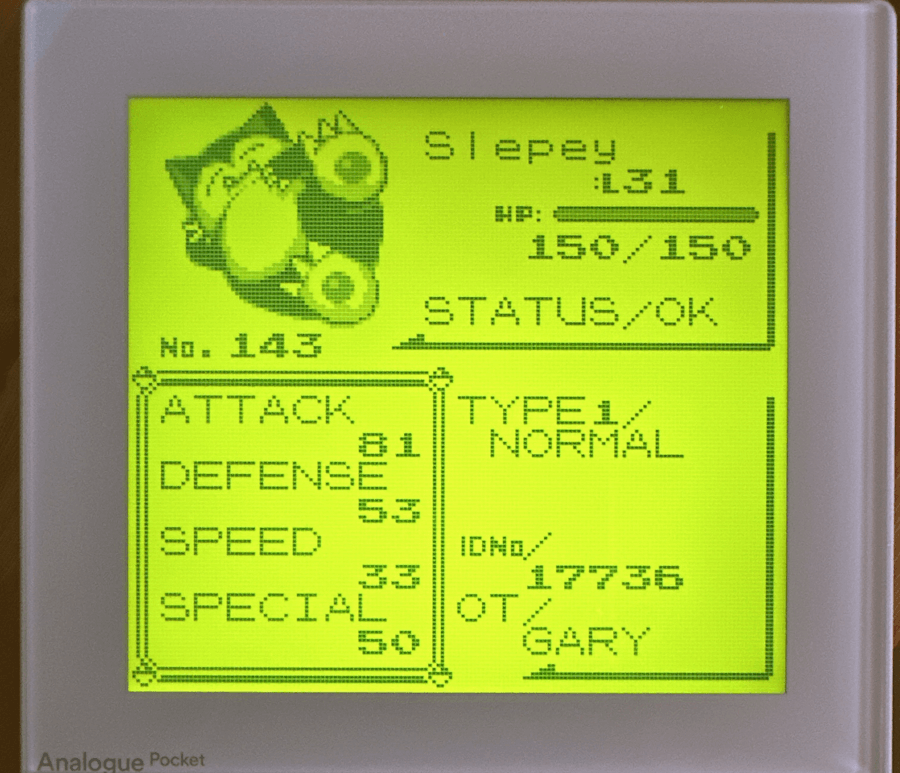 Slepey
:L31
HP:
150/150
STATUS/OK
No. 143
ATTACK
81
DEFENSE
53
SPEED
33
SPECIAL
50
TYPE1/
NORMAL
IDNo/
17736
OT/
GARY
Analogue Pocket